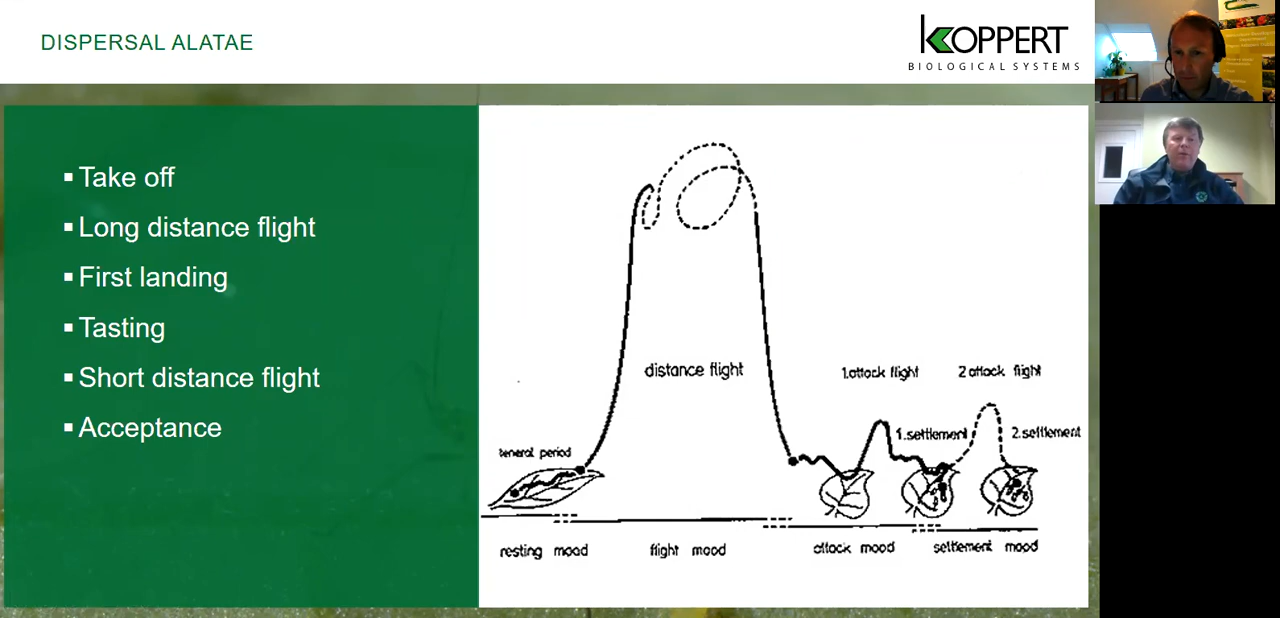 DISPERSAL ALATAE
KOPPERT
BIOLOGICAL SYSTEMS
▪ Take off
▪ Long distance flight
▪ First landing
▪ Tasting
▪ Short distance flight
▪ Acceptance
distance flight
1.attack flight
2 attack flight
1.settlement
2.settlement
teneral period
resting mood
flight mood
attack mood
settlement mood